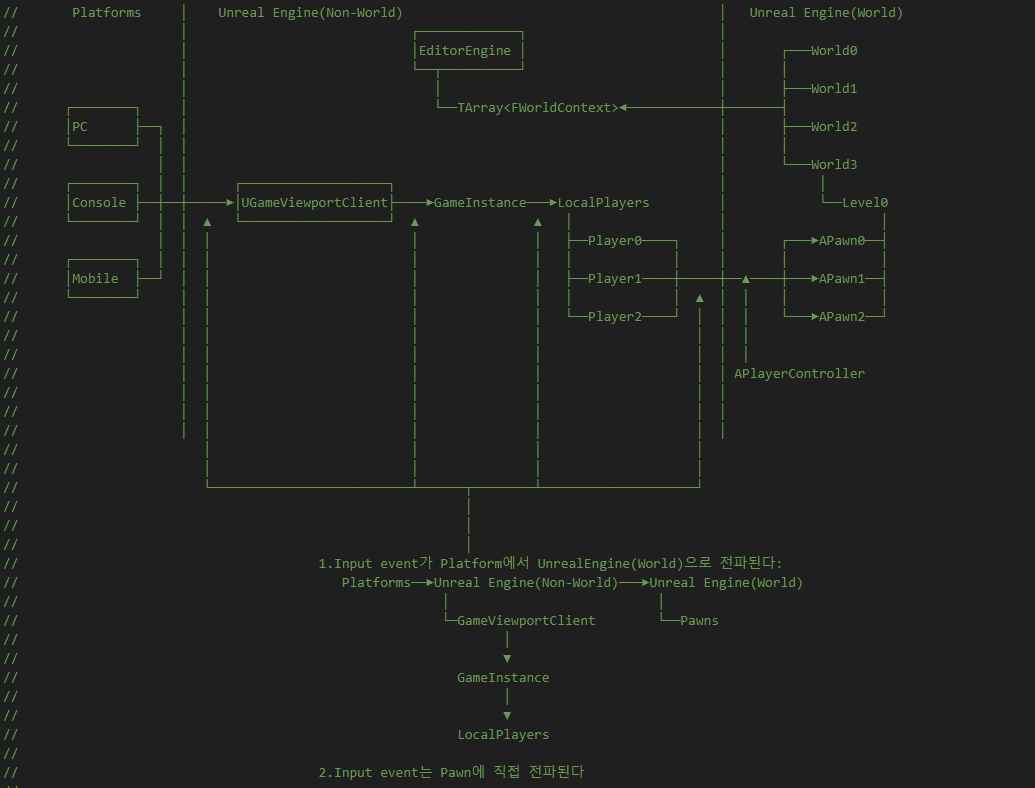 // Platforms Unreal Engine(Non-World) Unreal Engine(World)
//
// EditorEngine World0
//
// World1
// TArray<FWorldContext>
// PC World2
//
// World3
//
// Console UGameViewportClient GameInstance LocalPlayers Level0
//
// Player0 APawn0
//
// Mobile Player1 APawn1
//
// Player2 APawn2
//
//
// APlayerController
//
//
//
//
//
//
//
//
//
// 1.Input event가 Platform에서 UnrealEngine(World)으로 전파된다:
// Platforms Unreal Engine(Non-World) Unreal Engine(World)
//
// GameViewportClient Pawns
//
//
// GameInstance
//
//
// LocalPlayers
//
// 2.Input event는 Pawn에 직접 전파된다